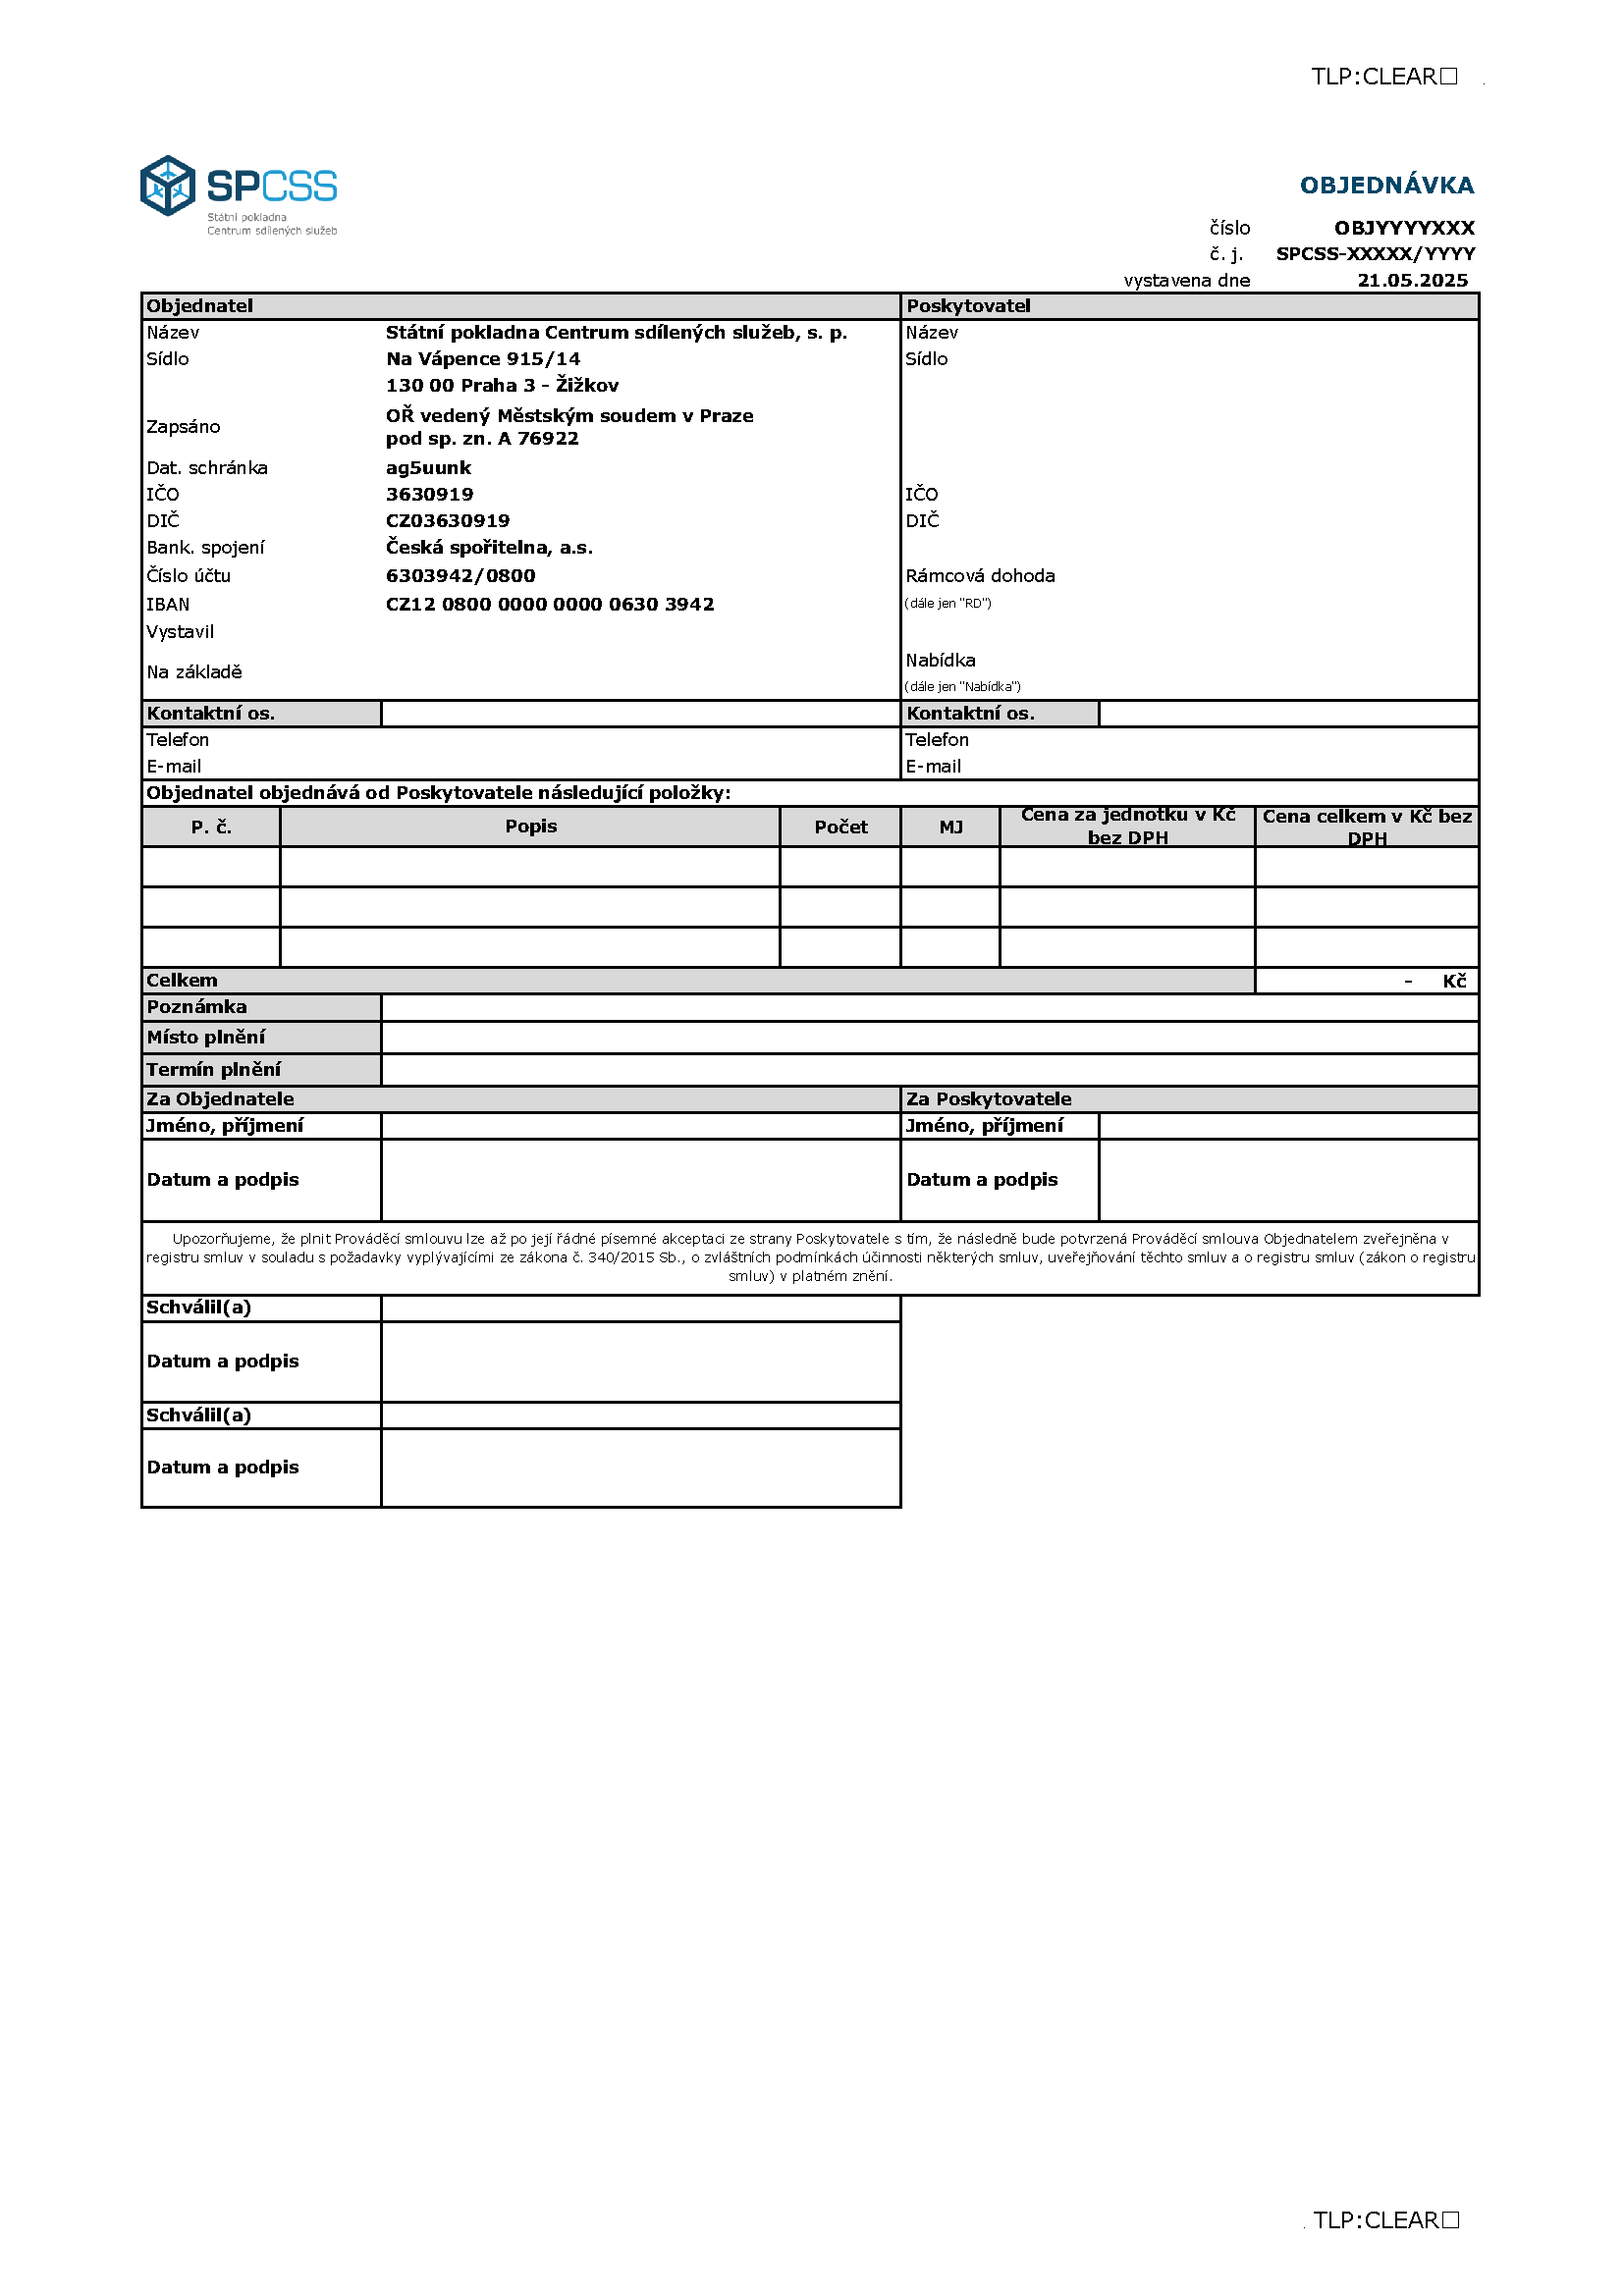 TLP:CLEAR□
SPCSS
Státní pokladna
Centrum sdílených služeb
OBJEDNÁVKA
číslo OBJYYYYXXX
č. j. SPCSS-XXXXX/YYYY
vystavena dne 21.05.2025
Objednatel Poskytovatel
Název Státní pokladna Centrum sdílených služeb, s. p. Název
Sídlo Na Vápence 915/14 Sídlo
130 00 Praha 3 - Žižkov
Zapsáno OŘ vedený Městským soudem v Praze
pod sp. zn. A 76922
Dat. schránka ag5uunk
IČO 3630919 IČO
DIČ CZ03630919 DIČ
Bank. spojení Česká spořitelna, a.s.
Číslo účtu 6303942/0800 Rámcová dohoda
IBAN CZ12 0800 0000 0000 0630 3942 (dále jen "RD")
Vystavil
Na základě Nabídka
(dále jen "Nabídka")
Kontaktní os. Kontaktní os.
Telefon Telefon
E-mail E-mail
Objednatel objednává od Poskytovatele následující položky:
P. č. Popis Počet MJ Cena za jednotku v Kč bez DPH Cena celkem v Kč bez DPH
Celkem - Kč
Poznámka
Místo plnění
Termín plnění
Za Objednatele Za Poskytovatele
Jméno, příjmení Jméno, příjmení
Datum a podpis Datum a podpis
Upozorňujeme, že plnit Prováděcí smlouvu lze až po její řádné písemné akceptaci ze strany Poskytovatele s tím, že následně bude potvrzená Prováděcí smlouva Objednatelem zveřejněna v
registru smluv v souladu s požadavky vyplývajícími ze zákona č. 340/2015 Sb., o zvláštních podmínkách účinnosti některých smluv, uveřejňování těchto smluv a o registru smluv (zákon o registru
smluv) v platném znění.
Schválil(a)
Datum a podpis
Schválil(a)
Datum a podpis
TLP:CLEAR□